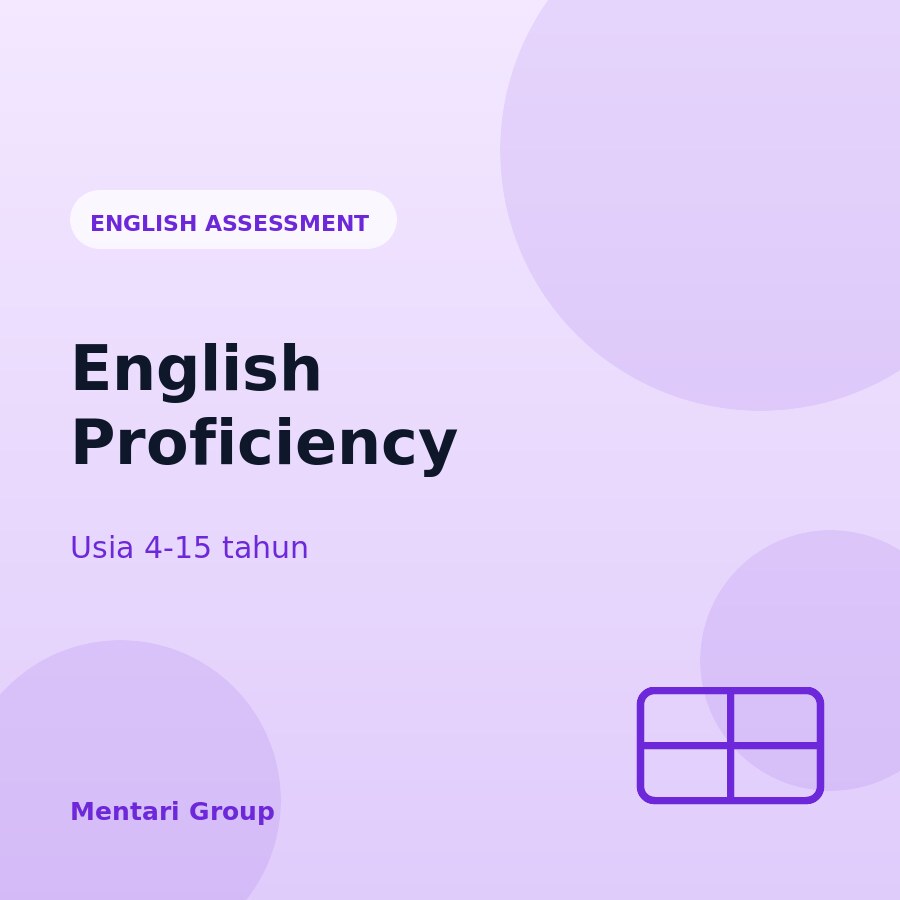 ENGLISH ASSESSMENT
English
Proficiency
Usia 4-15 tahun
Mentari Group